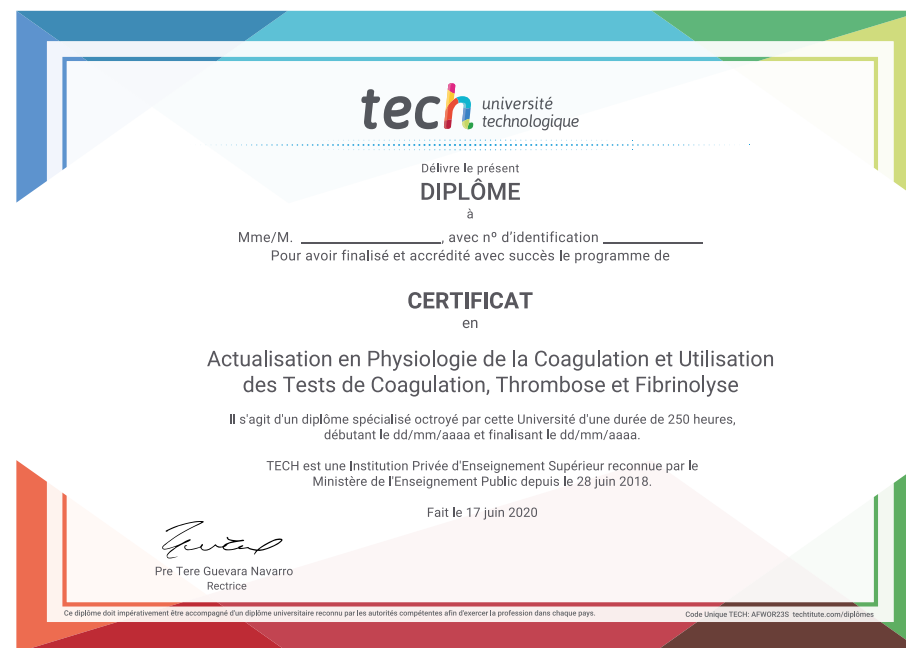 tech université
technologique
Délivre le présent
DIPLÔME
à
Mme/M. ____________________, avec nº d'identification ______________
Pour avoir finalisé et accrédité avec succès le programme de
CERTIFICAT
en
Actualisation en Physiologie de la Coagulation et Utilisation
des Tests de Coagulation, Thrombose et Fibrinolyse
Il s'agit d'un diplôme spécialisé octroyé par cette Université d'une durée de 250 heures,
débutant le dd/mm/aaaa et finalisant le dd/mm/aaaa.
TECH est une Institution Privée d'Enseignement Supérieur reconnue par le
Ministère de l'Enseignement Public depuis le 28 juin 2018.
Fait le 17 juin 2020
Pre Tere Guevara Navarro
Rectrice
Ce diplôme doit impérativement être accompagné d'un diplôme universitaire reconnu par les autorités compétentes afin d'exercer la profession dans chaque pays.
Code Unique TECH: AFWOR23S techtitute.com/diplômes